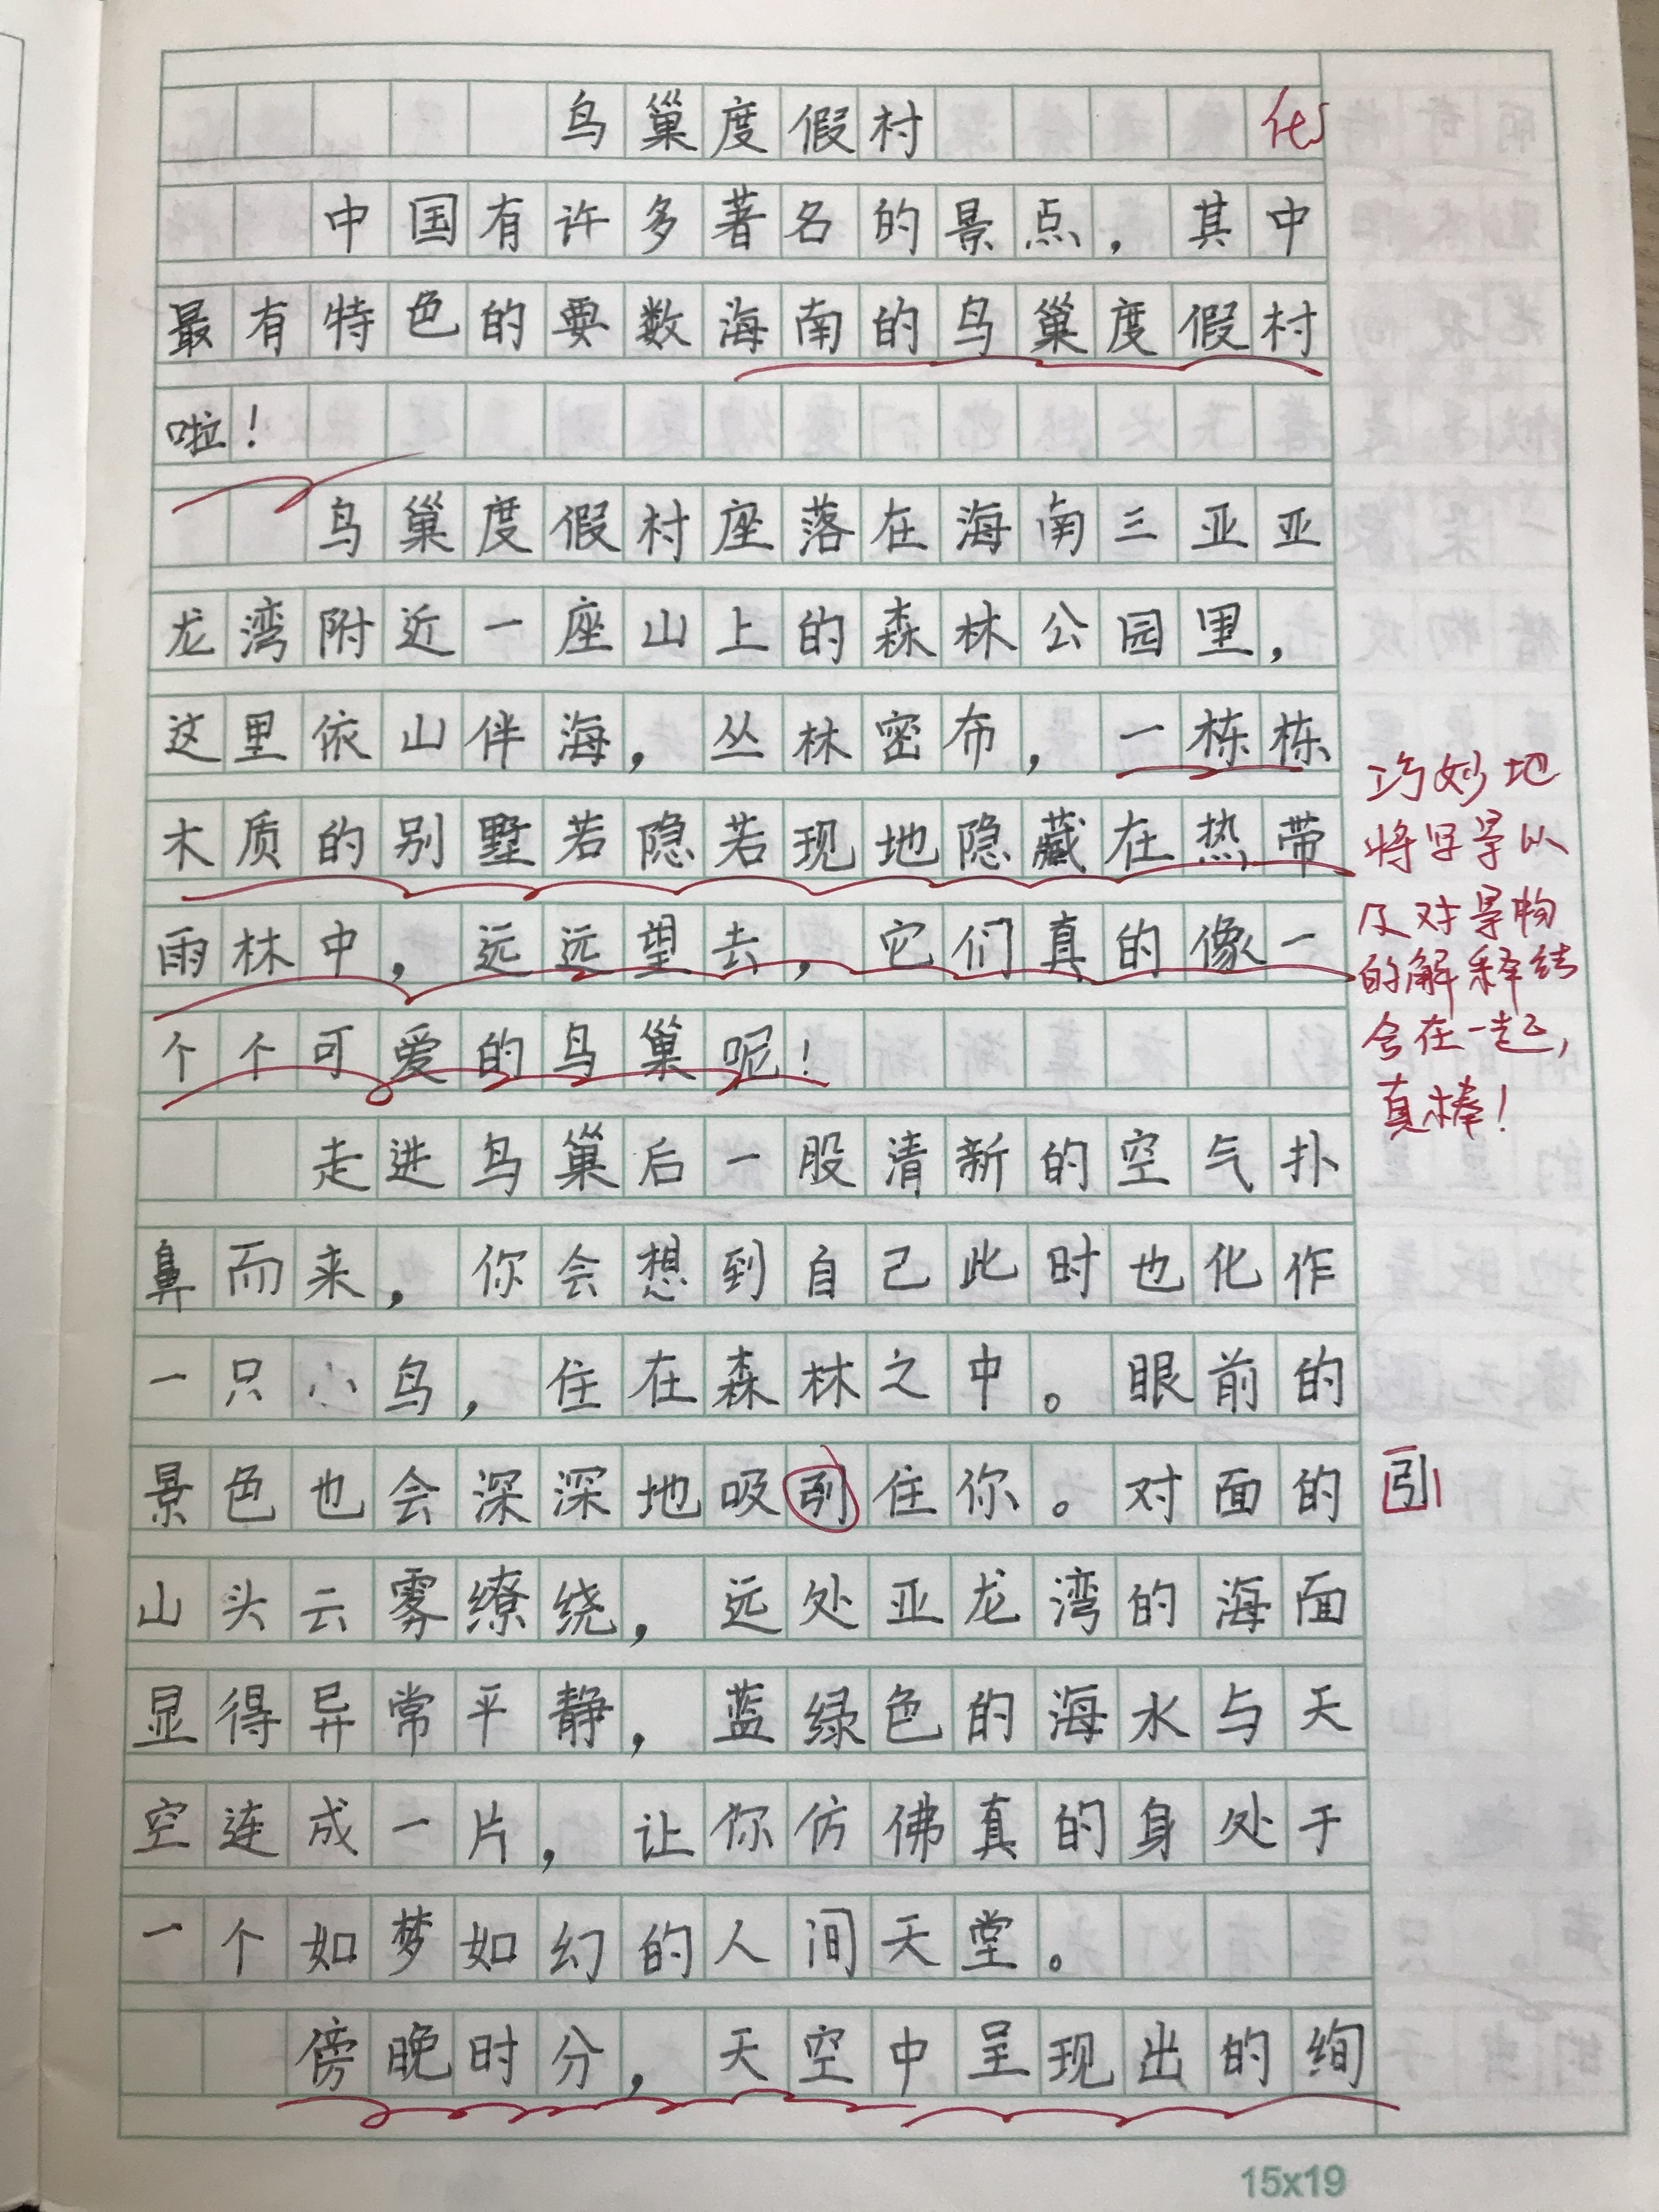 鸟巢度假村
中国有许多著名的景点，其中
最有特色的要数海南的鸟巢度假村
啦！
鸟巢度假村座落在海南三亚亚
龙湾附近一座山上的森林公园里，
这里依山伴海，丛林密布，一栋栋
木质的别墅若隐若现地隐藏在热带
雨林中，远远望去，它们真的像一
个个可爱的鸟巢呢！
巧妙地
将写景以
及对景物
的解释结
合在一起，
真棒！
走进鸟巢后一股清新的空气扑
鼻而来，你会想到自己此时也化作
一只小鸟，住在森林之中。眼前的
景色也会深深地吸引住你。对面的
引
山头云雾缭绕，远处亚龙湾的海面
显得异常平静，蓝绿色的海水与天
空连成一片，让你仿佛真的身处于
一个如梦如幻的人间天堂。
傍晚时分，天空中呈现出的绚
15x19